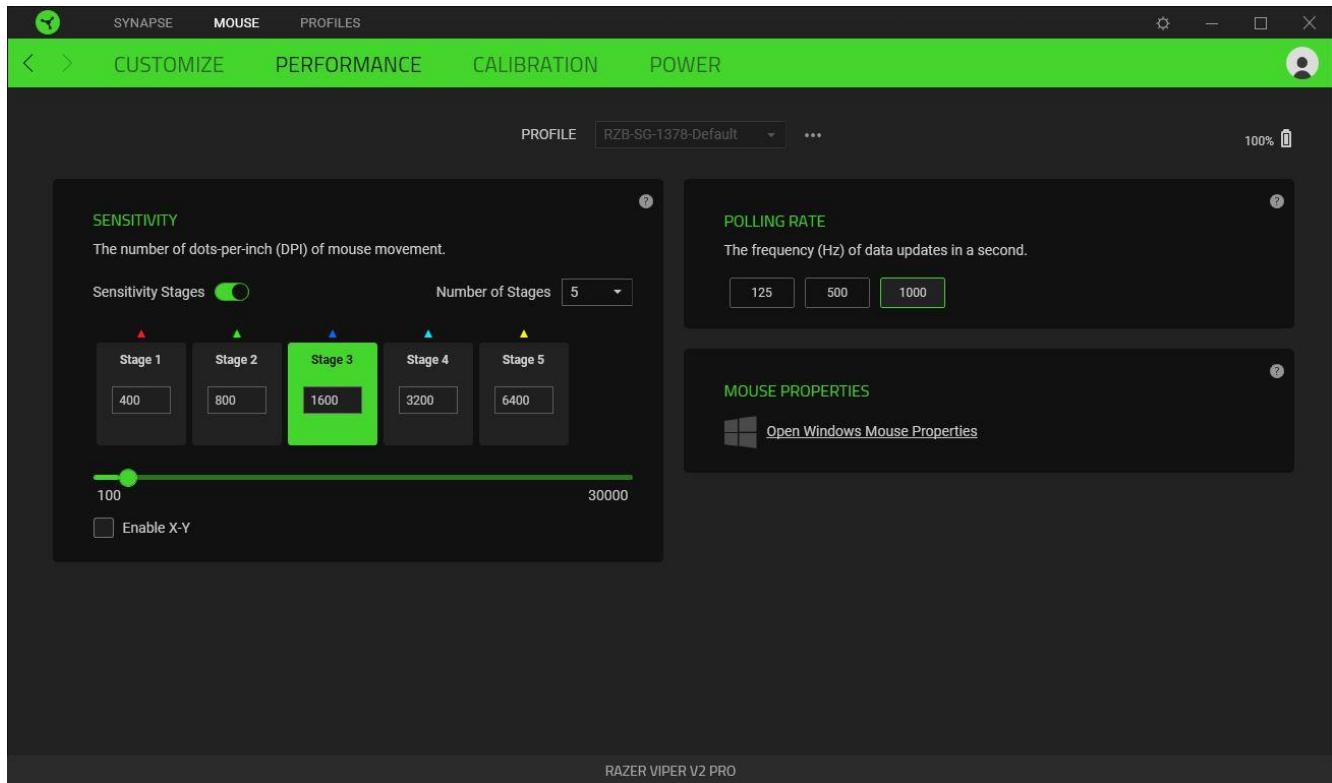 SYNAPSE MOUSE PROFILES
CUSTOMIZE PERFORMANCE CALIBRATION POWER
PROFILE RZB-SG-1378-Default
100%
SENSITIVITY
The number of dots-per-inch (DPI) of mouse movement.
Sensitivity Stages Number of Stages 5
Stage 1 Stage 2 Stage 3 Stage 4 Stage 5
400 800 1600 3200 6400
100 30000
Enable X-Y
POLLING RATE
The frequency (Hz) of data updates in a second.
125 500 1000
MOUSE PROPERTIES
Open Windows Mouse Properties
RAZER VIPER V2 PRO